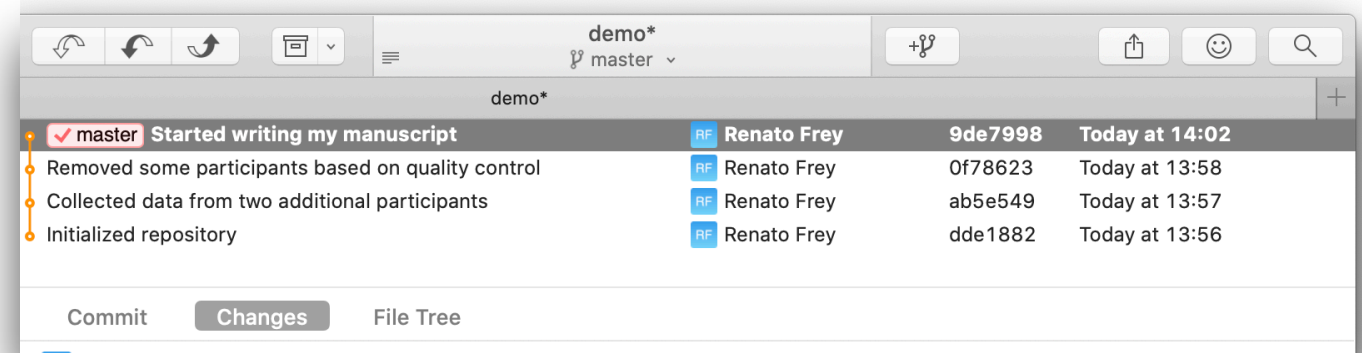 demo*
master
demo*
master Started writing my manuscript RF Renato Frey 9de7998 Today at 14:02
Removed some participants based on quality control RF Renato Frey 0f78623 Today at 13:58
Collected data from two additional participants RF Renato Frey ab5e549 Today at 13:57
Initialized repository RF Renato Frey dde1882 Today at 13:56
Commit Changes File Tree